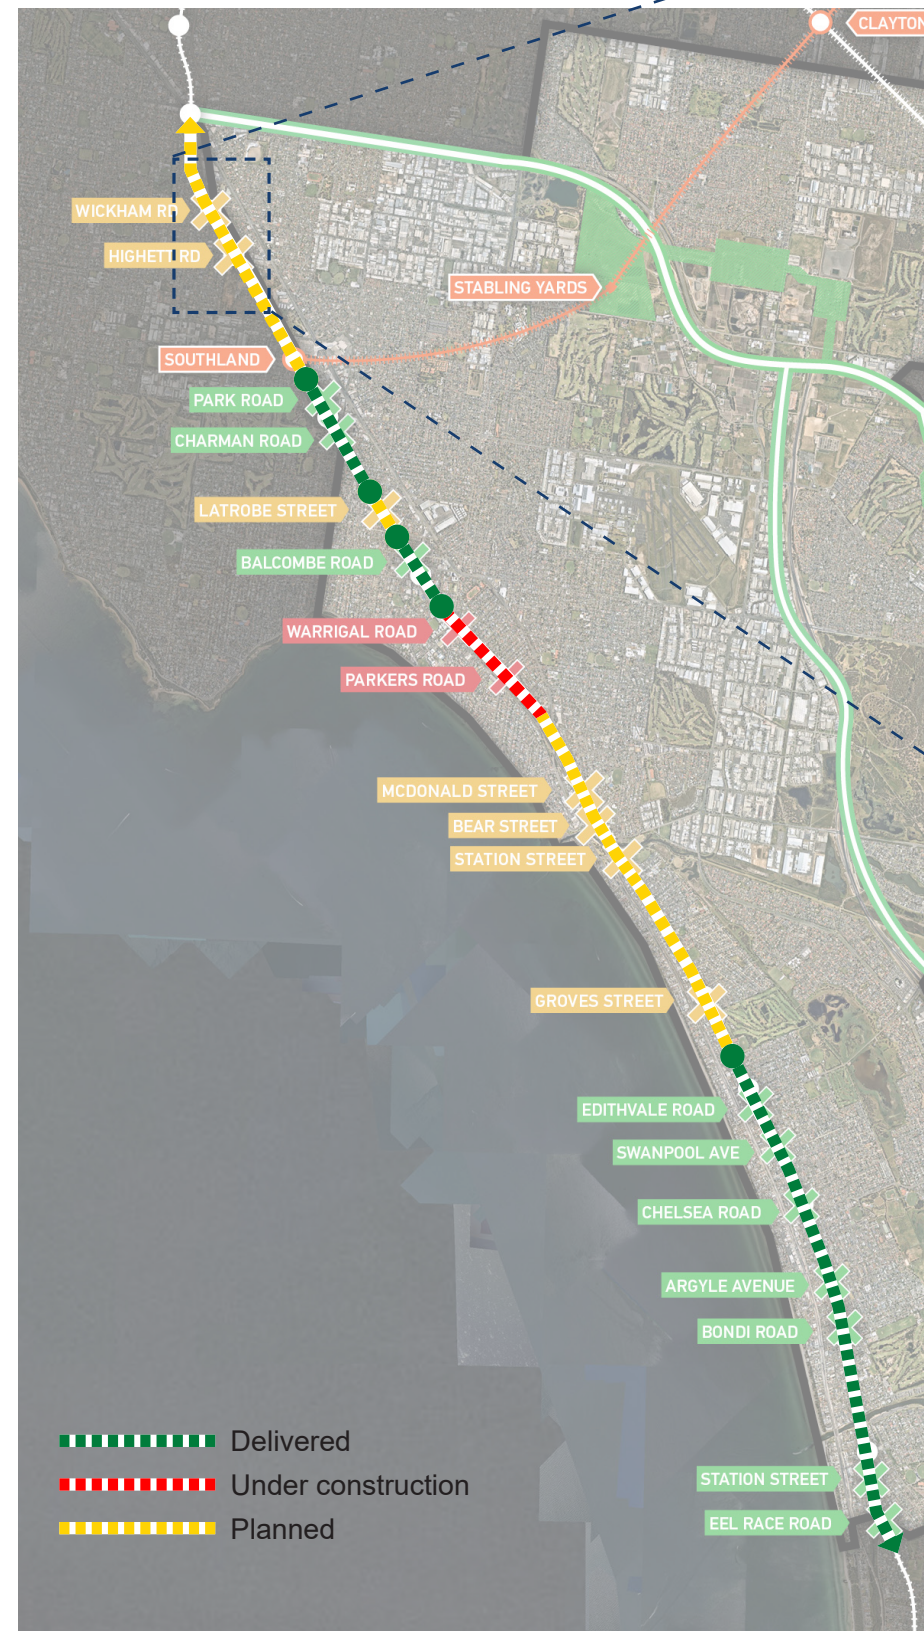 CLAYTON
WICKHAM RD
HIGHETT RD
STABLING YARDS
SOUTHLAND
PARK ROAD
CHARMAN ROAD
LATROBE STREET
BALCOMBE ROAD
WARRIGAL ROAD
PARKERS ROAD
MCDONALD STREET
BEAR STREET
STATION STREET
GROVES STREET
EDITHVALE ROAD
SWANPOOL AVE
CHELSEA ROAD
ARGYLE AVENUE
BONDI ROAD
Delivered
STATION STREET
Under construction
EEL RACE ROAD
Planned